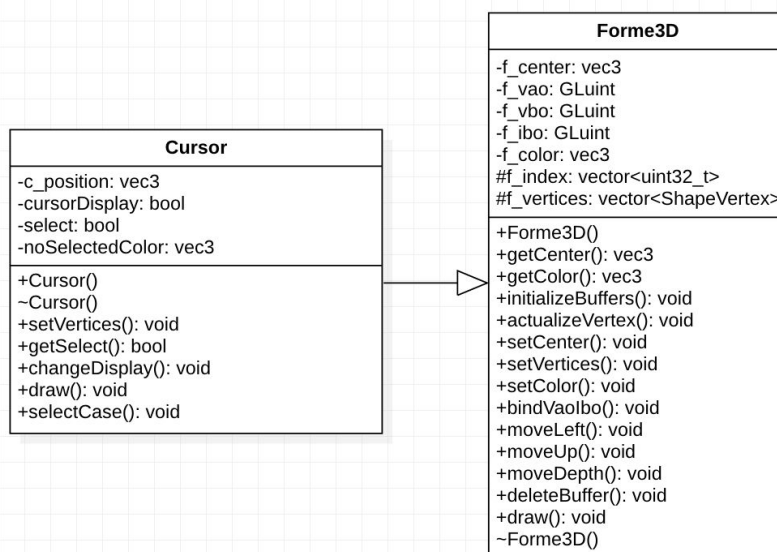 Cursor
-c_position: vec3
-cursorDisplay: bool
-select: bool
-noSelectedColor: vec3
+Cursor()
~Cursor()
+setVertices(): void
+getSelect(): bool
+changeDisplay(): void
+draw(): void
+selectCase(): void
Forme3D
-f_center: vec3
-f_vao: GLuint
-f_vbo: GLuint
-f_ibo: GLuint
-f_color: vec3
#f_index: vector<uint32_t>
#f_vertices: vector<ShapeVertex>
+Forme3D()
+getCenter(): vec3
+getColor(): vec3
+initializeBuffers(): void
+actualizeVertex(): void
+setCenter(): void
+setVertices(): void
+setColor(): void
+bindVaoIbo(): void
+moveLeft(): void
+moveUp(): void
+moveDepth(): void
+deleteBuffer(): void
+draw(): void
~Forme3D()